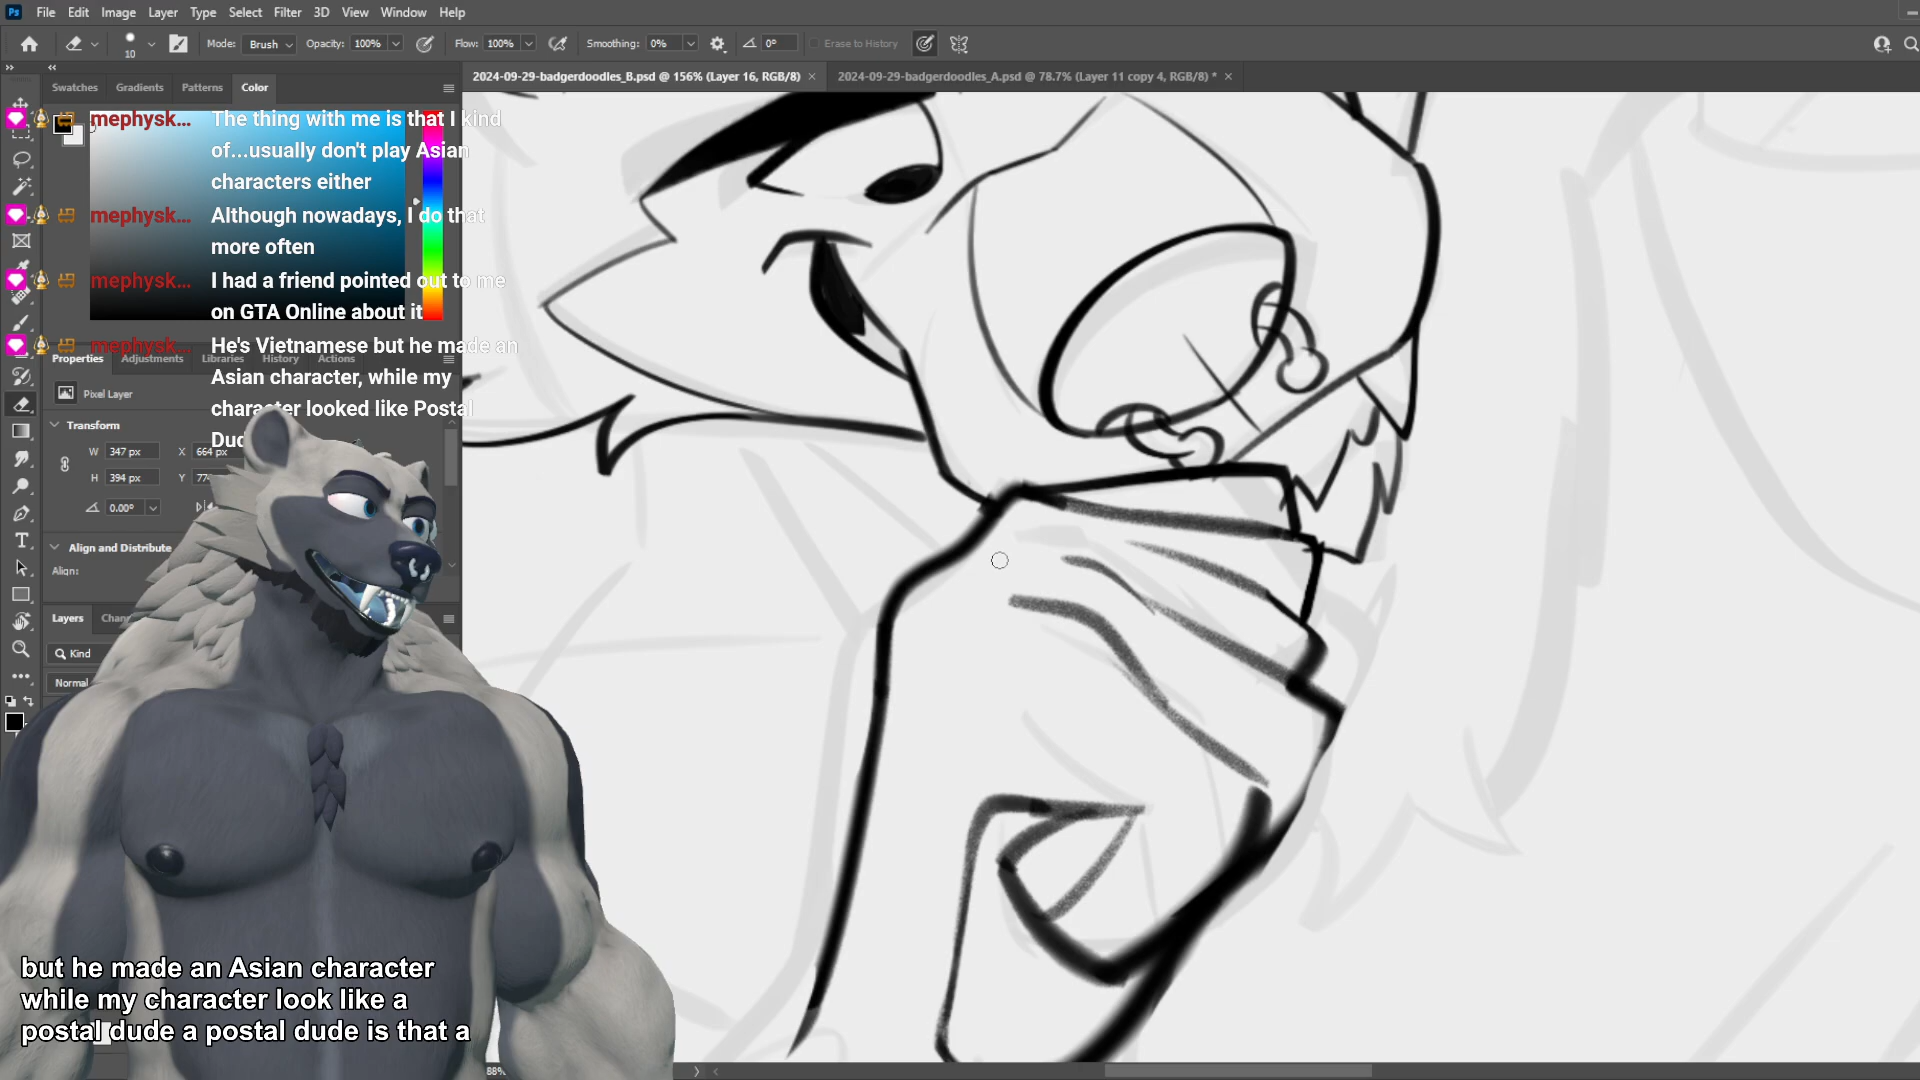 Ps File Edit Image Layer Type Select Filter 3D View Window Help
10 Mode: Brush Opacity: 100% Flow: 100% Smoothing: 0% 0° Erase to History
2024-09-29-badgerdoodles_B.psd @ 156% (Layer 16, RGB/8) × 2024-09-29-badgerdoodles_A.psd @ 78.7% (Layer 11 copy 4, RGB/8) * ×
Swatches Gradients Patterns Color
mephysk... The thing with me is that I kind
of...usually don't play Asian
characters either
mephysk... Although nowadays, I do that
more often
mephysk... I had a friend pointed out to me
on GTA Online about it
mephysk... He's Vietnamese but he made an
Asian character, while my
character looked like Postal
Properties Adjustments Libraries History Actions
Pixel Layer
Transform
W 347 px X 664 px
H 394 px Y
0.00°
Align and Distribute
Align:
Layers
Kind
Normal
but he made an Asian character
while my character look like a
postal dude a postal dude is that a